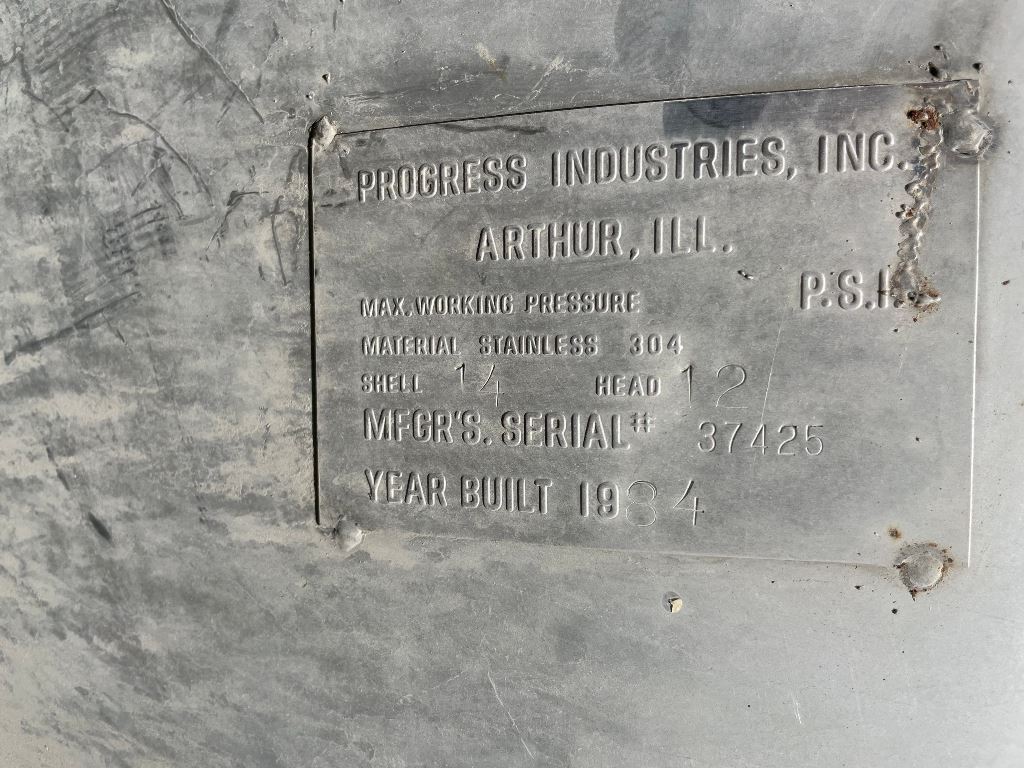 PROGRESS INDUSTRIES, INC.
ARTHUR, ILL.
MAX. WORKING PRESSURE P.S.I.
MATERIAL STAINLESS 304
SHELL 14 HEAD 12
MFGR'S. SERIAL# 37425
YEAR BUILT 1984